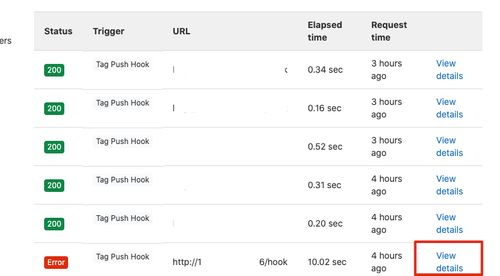 ers
Status Trigger URL Elapsed time Request time
200 Tag Push Hook 0.34 sec 3 hours ago View details
200 Tag Push Hook 0.16 sec 3 hours ago View details
200 Tag Push Hook 0.52 sec 3 hours ago View details
200 Tag Push Hook 0.31 sec 4 hours ago View details
200 Tag Push Hook 0.20 sec 4 hours ago View details
Error Tag Push Hook http://1 6/hook 10.02 sec 4 hours ago View details